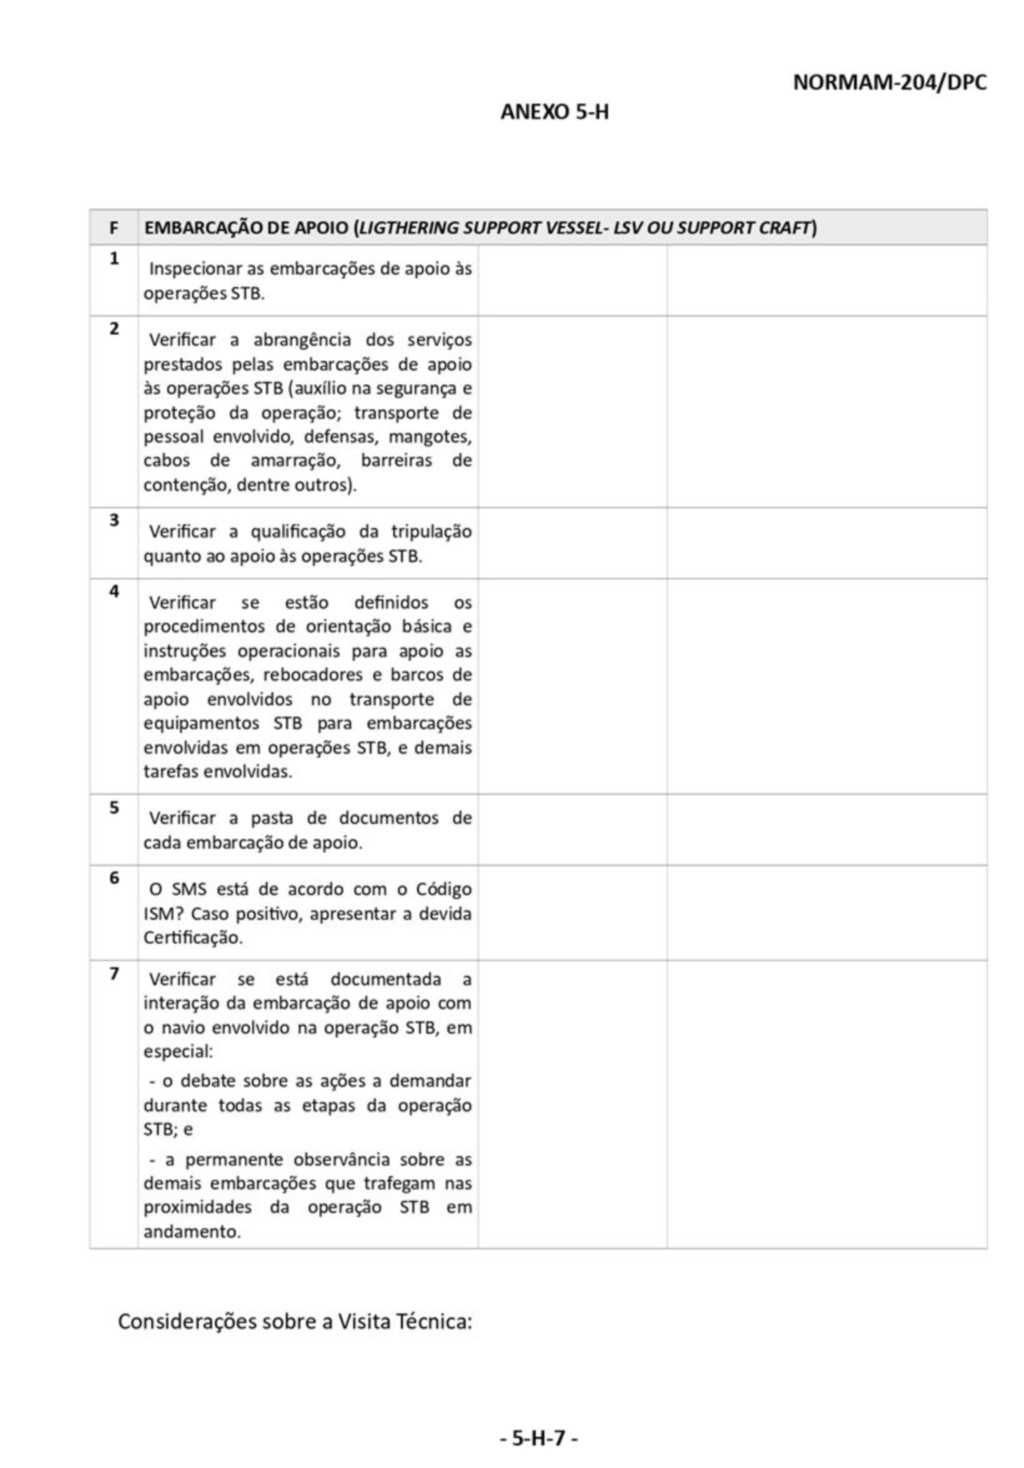 NORMAM-204/DPC
ANEXO 5-H
F EMBARCAÇÃO DE APOIO (LIGTHERING SUPPORT VESSEL- LSV OU SUPPORT CRAFT)
1 Inspecionar as embarcações de apoio às
operações STB.
2 Verificar a abrangência dos serviços
prestados pelas embarcações de apoio
às operações STB (auxílio na segurança e
proteção da operação; transporte de
pessoal envolvido, defensas, mangotes,
cabos de amarração, barreiras de
contenção, dentre outros).
3 Verificar a qualificação da tripulação
quanto ao apoio às operações STB.
4 Verificar se estão definidos os
procedimentos de orientação básica e
instruções operacionais para apoio as
embarcações, rebocadores e barcos de
apoio envolvidos no transporte de
equipamentos STB para embarcações
envolvidas em operações STB, e demais
tarefas envolvidas.
5 Verificar a pasta de documentos de
cada embarcação de apoio.
6 O SMS está de acordo com o Código
ISM? Caso positivo, apresentar a devida
Certificação.
7 Verificar se está documentada a
interação da embarcação de apoio com
o navio envolvido na operação STB, em
especial:
- o debate sobre as ações a demandar
durante todas as etapas da operação
STB; e
- a permanente observância sobre as
demais embarcações que trafegam nas
proximidades da operação STB em
andamento.
Considerações sobre a Visita Técnica:
- 5-H-7 -